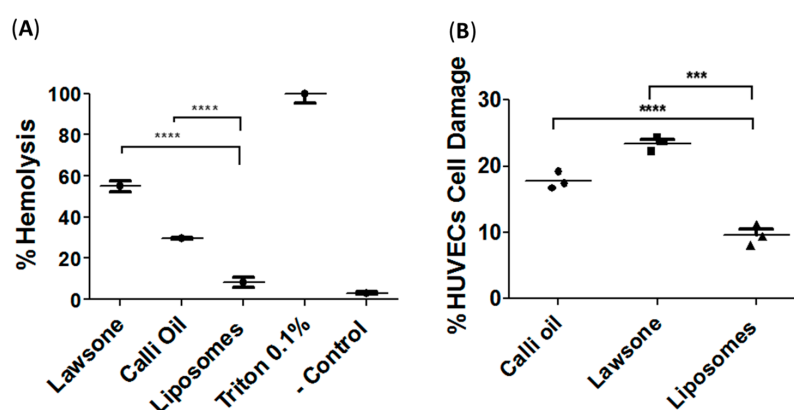 (A)
% Hemolysis
100
80
60
40
20
0
****
****
Lawsone
Calli Oil
Liposomes
Triton 0.1%
- Control
(B)
% HUVECs Cell Damage
30
20
10
0
***
****
Calli oil
Lawsone
Liposomes